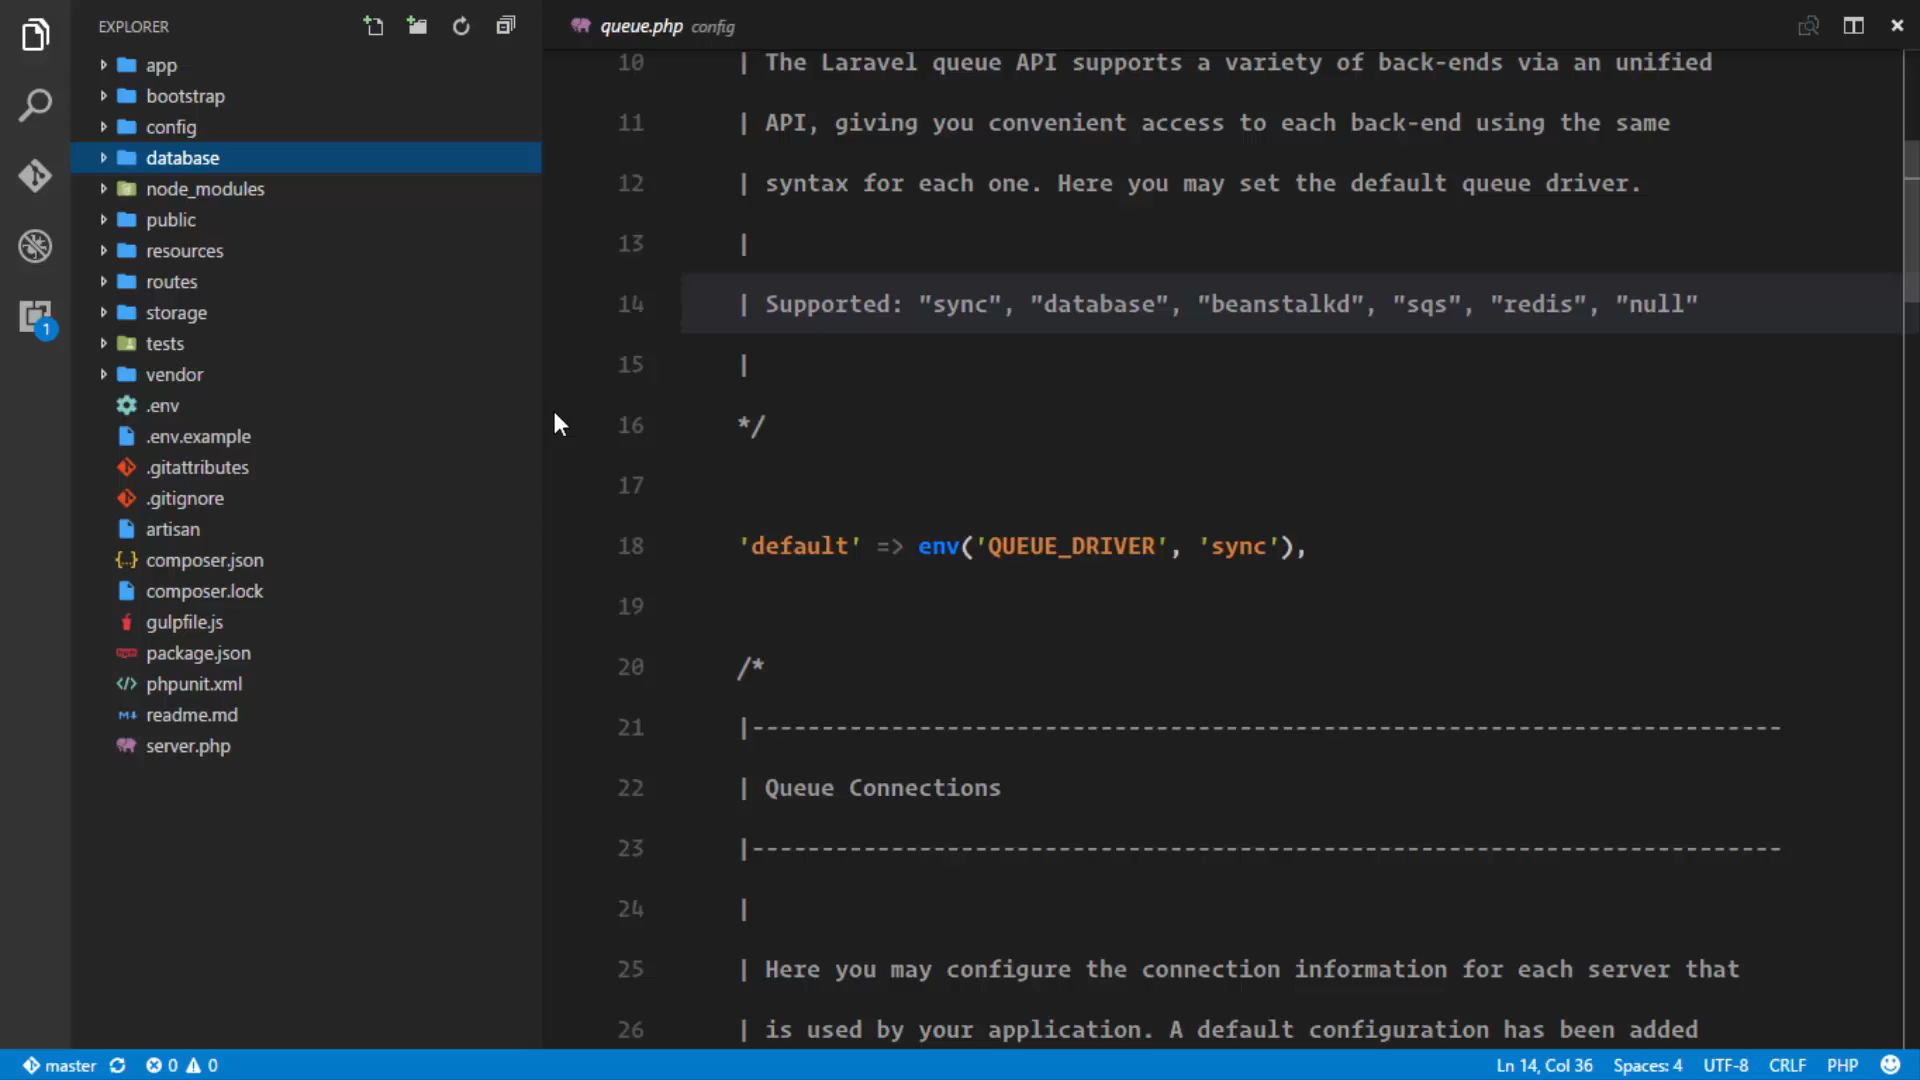 EXPLORER
app
bootstrap
config
database
node_modules
public
resources
routes
storage
tests
vendor
.env
.env.example
.gitattributes
.gitignore
artisan
{..} composer.json
composer.lock
gulpfile.js
package.json
</> phpunit.xml
M↓ readme.md
server.php
1
queue.php config
10 | The Laravel queue API supports a variety of back-ends via an unified
11 | API, giving you convenient access to each back-end using the same
12 | syntax for each one. Here you may set the default queue driver.
13 |
14 | Supported: "sync", "database", "beanstalkd", "sqs", "redis", "null"
15 |
16 */
17
18 'default' => env('QUEUE_DRIVER', 'sync'),
19
20 /*
21 |--------------------------------------------------------------------------
22 | Queue Connections
23 |--------------------------------------------------------------------------
24 |
25 | Here you may configure the connection information for each server that
26 | is used by your application. A default configuration has been added
master 0 0 Ln 14, Col 36 Spaces: 4 UTF-8 CRLF PHP